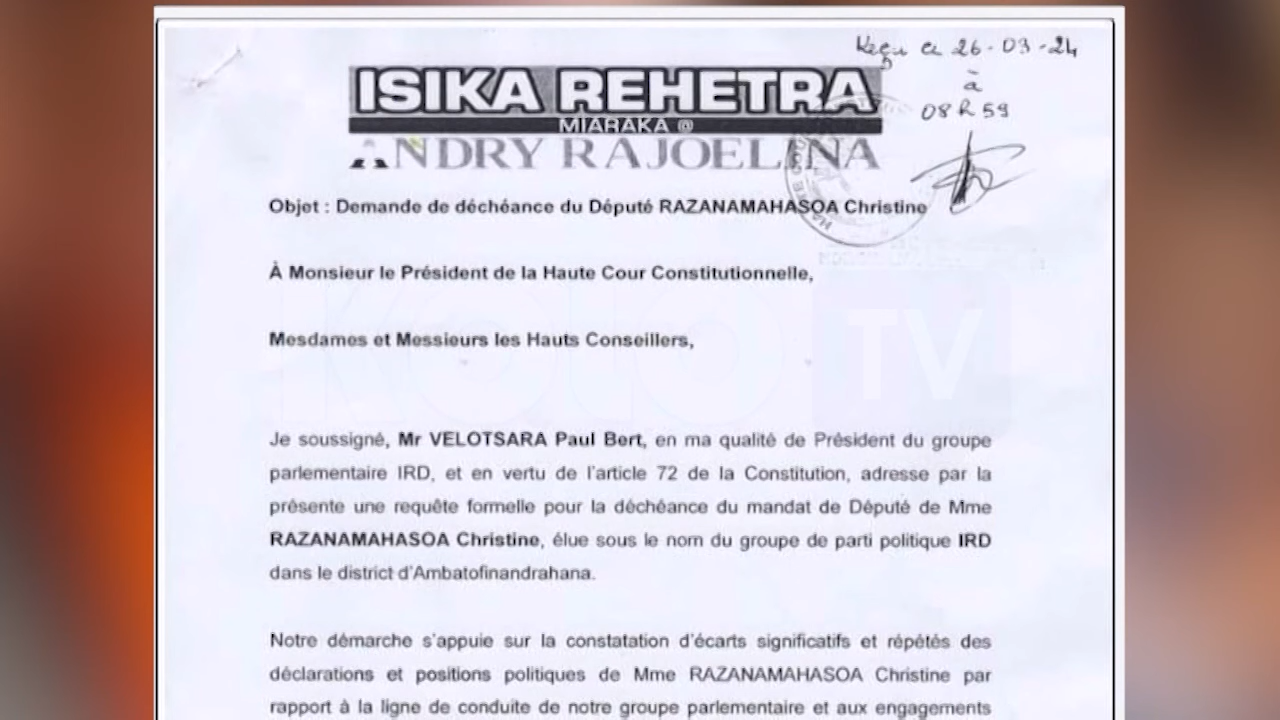 Reçu le 26-03-24
à
08h59
ISIKA REHETRA
MIARAKA @
ANDRY RAJOELINA
Objet : Demande de déchéance du Député RAZANAMAHASOA Christine
À Monsieur le Président de la Haute Cour Constitutionnelle,
kolo TV
Mesdames et Messieurs les Hauts Conseillers,
Je soussigné, Mr VELOTSARA Paul Bert, en ma qualité de Président du groupe
parlementaire IRD, et en vertu de l'article 72 de la Constitution, adresse par la
présente une requête formelle pour la déchéance du mandat de Député de Mme
RAZANAMAHASOA Christine, élue sous le nom du groupe de parti politique IRD
dans le district d'Ambatofinandrahana.
Notre démarche s'appuie sur la constatation d'écarts significatifs et répétés des
déclarations et positions politiques de Mme RAZANAMAHASOA Christine par
rapport à la ligne de conduite de notre groupe parlementaire et aux engagements